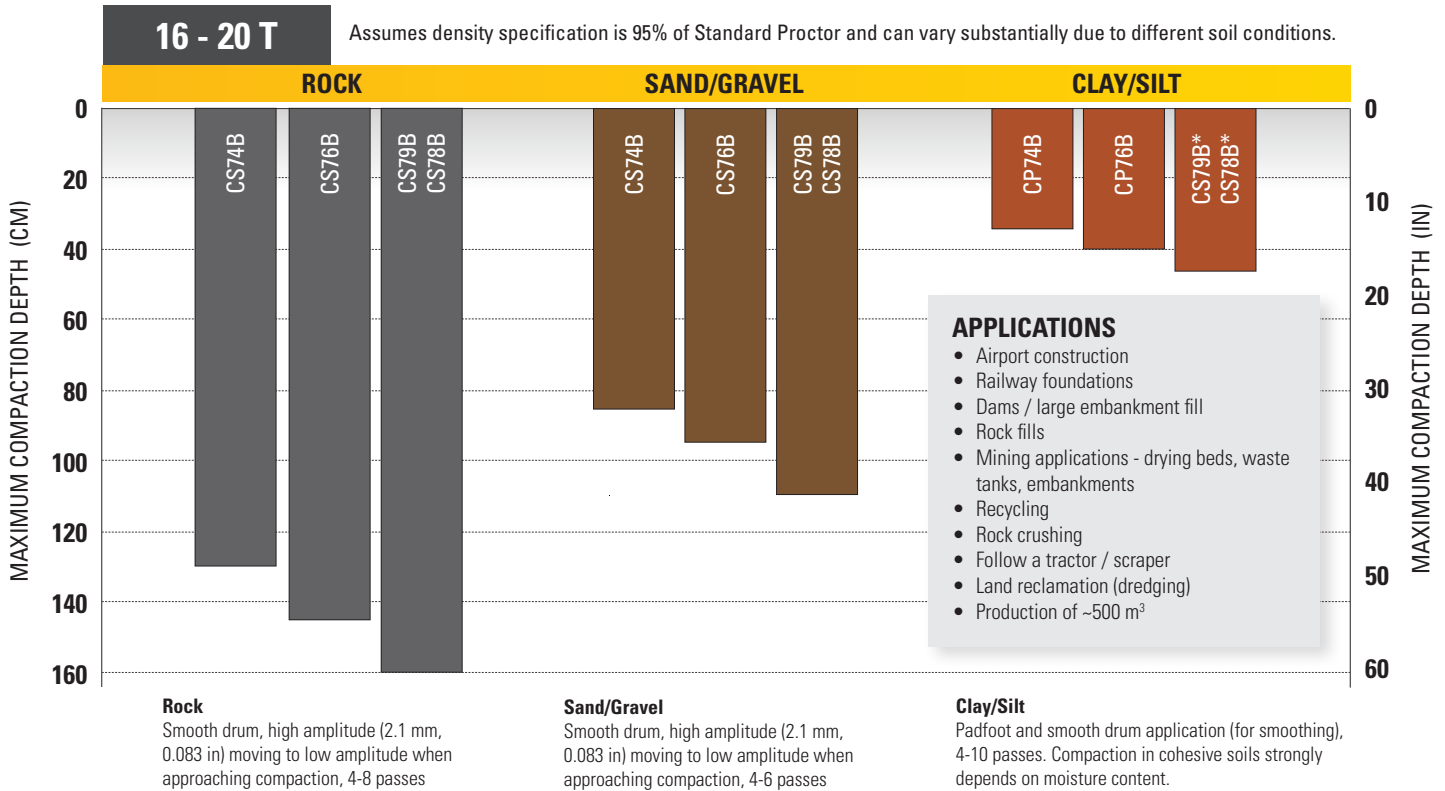 16 - 20 T
Assumes density specification is 95% of Standard Proctor and can vary substantially due to different soil conditions.
ROCK
SAND/GRAVEL
CLAY/SILT
MAXIMUM COMPACTION DEPTH (CM)
0
20
40
60
80
100
120
140
160
CS74B
CS76B
CS79B
CS78B
CS74B
CS76B
CS79B
CS78B
CP74B
CP76B
CS79B*
CS78B*
0
10
20
30
40
50
60
MAXIMUM COMPACTION DEPTH (IN)
APPLICATIONS
• Airport construction
• Railway foundations
• Dams / large embankment fill
• Rock fills
• Mining applications - drying beds, waste
tanks, embankments
• Recycling
• Rock crushing
• Follow a tractor / scraper
• Land reclamation (dredging)
• Production of ~500 m³
Rock
Smooth drum, high amplitude (2.1 mm,
0.083 in) moving to low amplitude when
approaching compaction, 4-8 passes
Sand/Gravel
Smooth drum, high amplitude (2.1 mm,
0.083 in) moving to low amplitude when
approaching compaction, 4-6 passes
Clay/Silt
Padfoot and smooth drum application (for smoothing),
4-10 passes. Compaction in cohesive soils strongly
depends on moisture content.